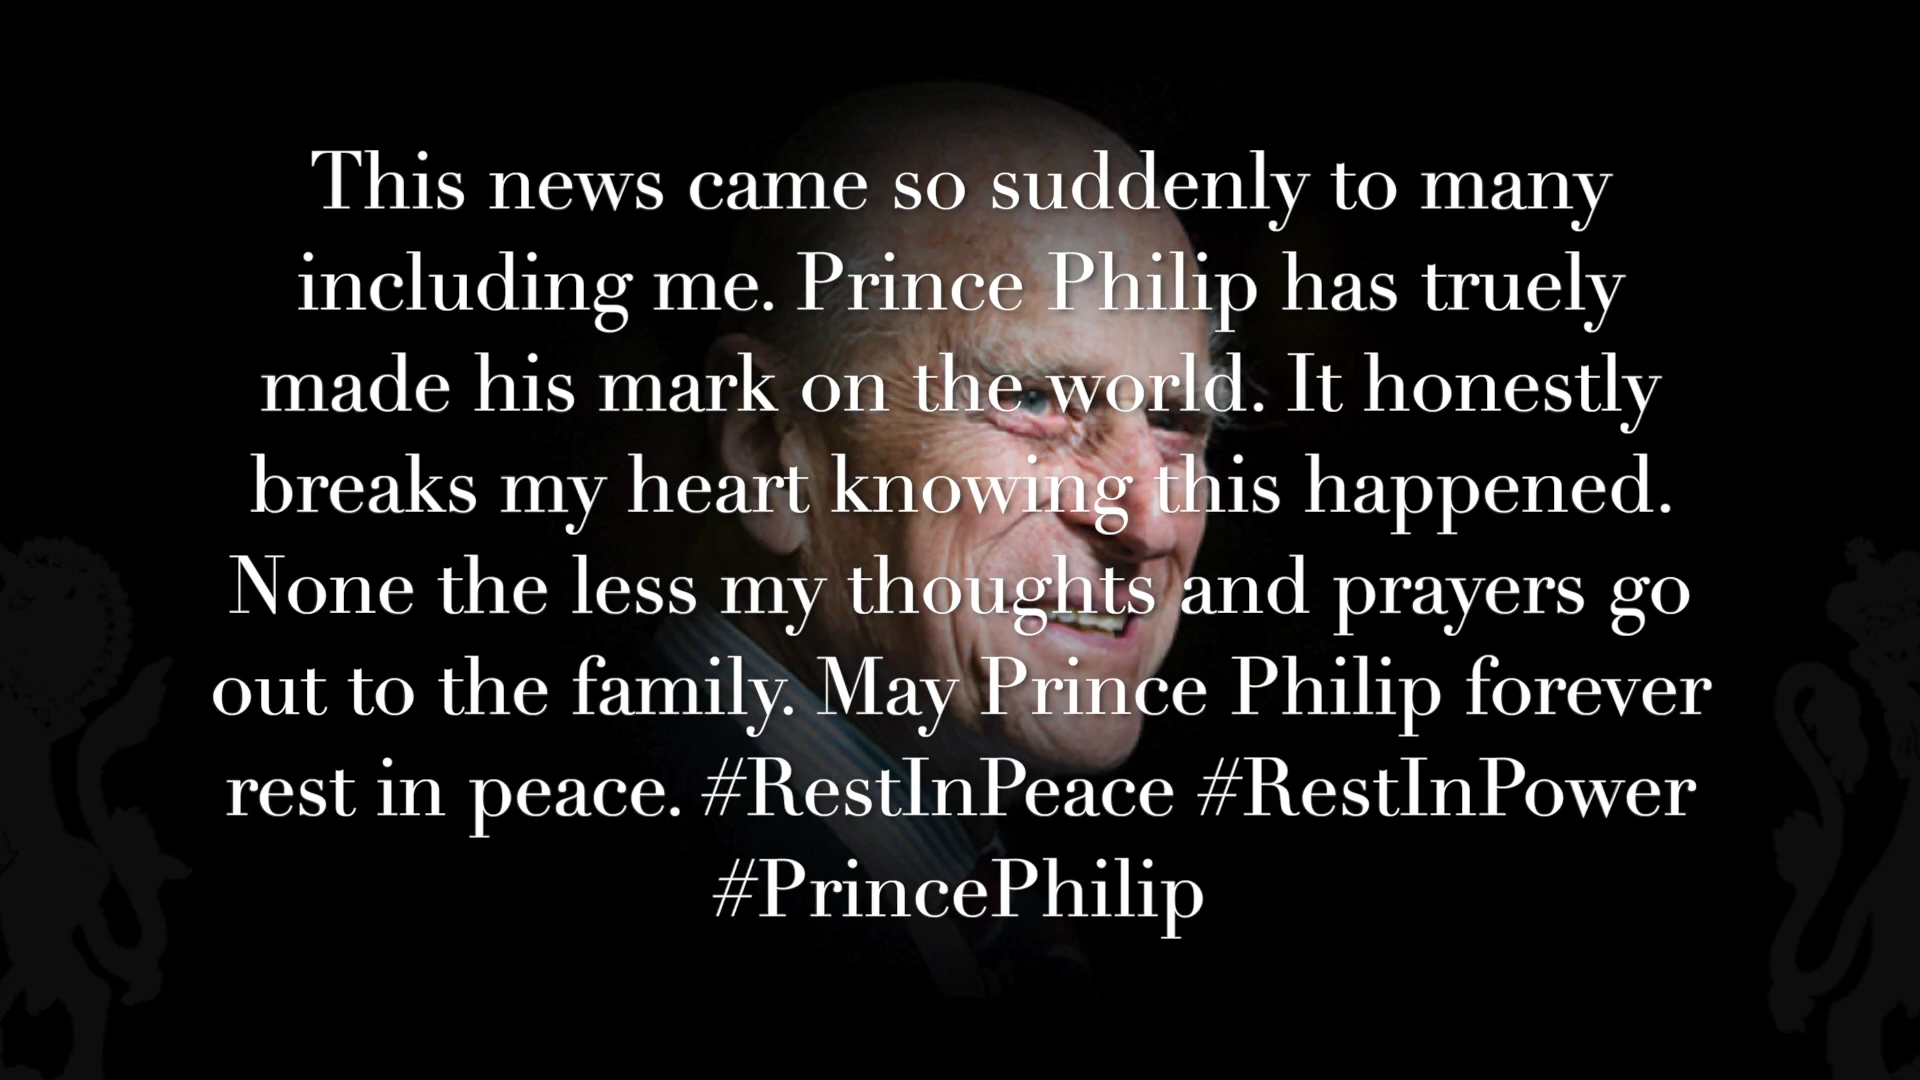 This news came so suddenly to many
including me. Prince Philip has truely
made his mark on the world. It honestly
breaks my heart knowing this happened.
None the less my thoughts and prayers go
out to the family. May Prince Philip forever
rest in peace. #RestInPeace #RestInPower
#PrincePhilip